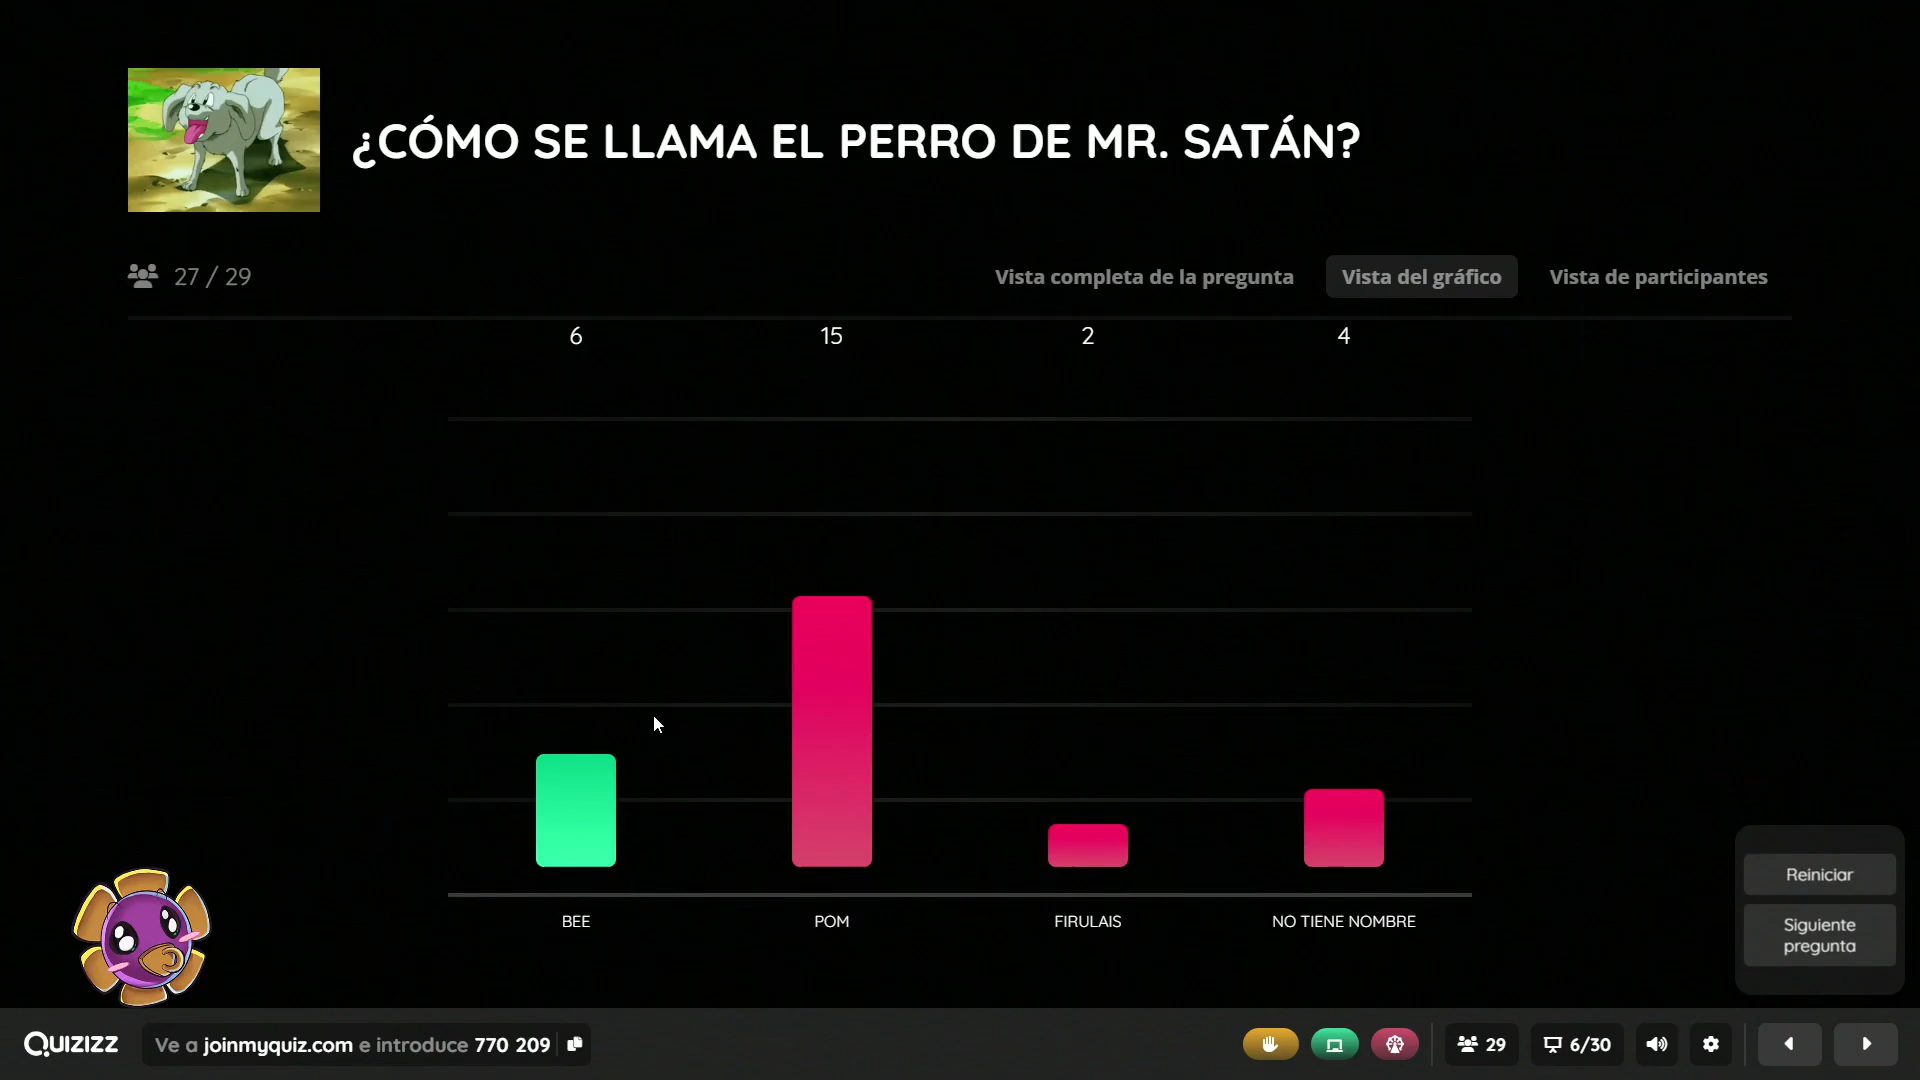 ¿CÓMO SE LLAMA EL PERRO DE MR. SATÁN?
27 / 29
Vista completa de la pregunta
Vista del gráfico
Vista de participantes
6
15
2
4
BEE
POM
FIRULAIS
NO TIENE NOMBRE
Reiniciar
Siguiente
pregunta
QUIZIZZ
Ve a joinmyquiz.com e introduce 770 209
29
6/30